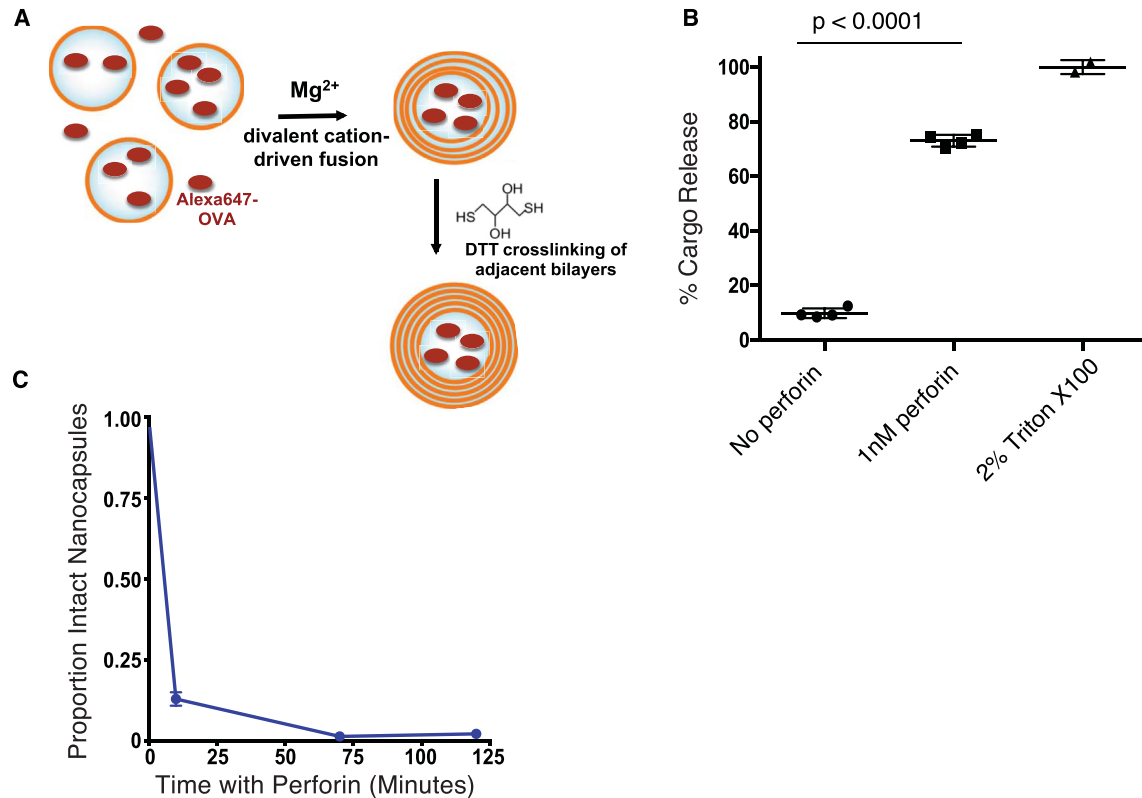 A
Mg2+
divalent cation-
driven fusion
Alexa647-
OVA
OH
HS
SH
OH
DTT crosslinking of
adjacent bilayers
B
p < 0.0001
% Cargo Release
100
80
60
40
20
0
No perforin
1nM perforin
2% Triton X100
C
Proportion Intact Nanocapsules
1.00
0.75
0.50
0.25
0
0 25 50 75 100 125
Time with Perforin (Minutes)